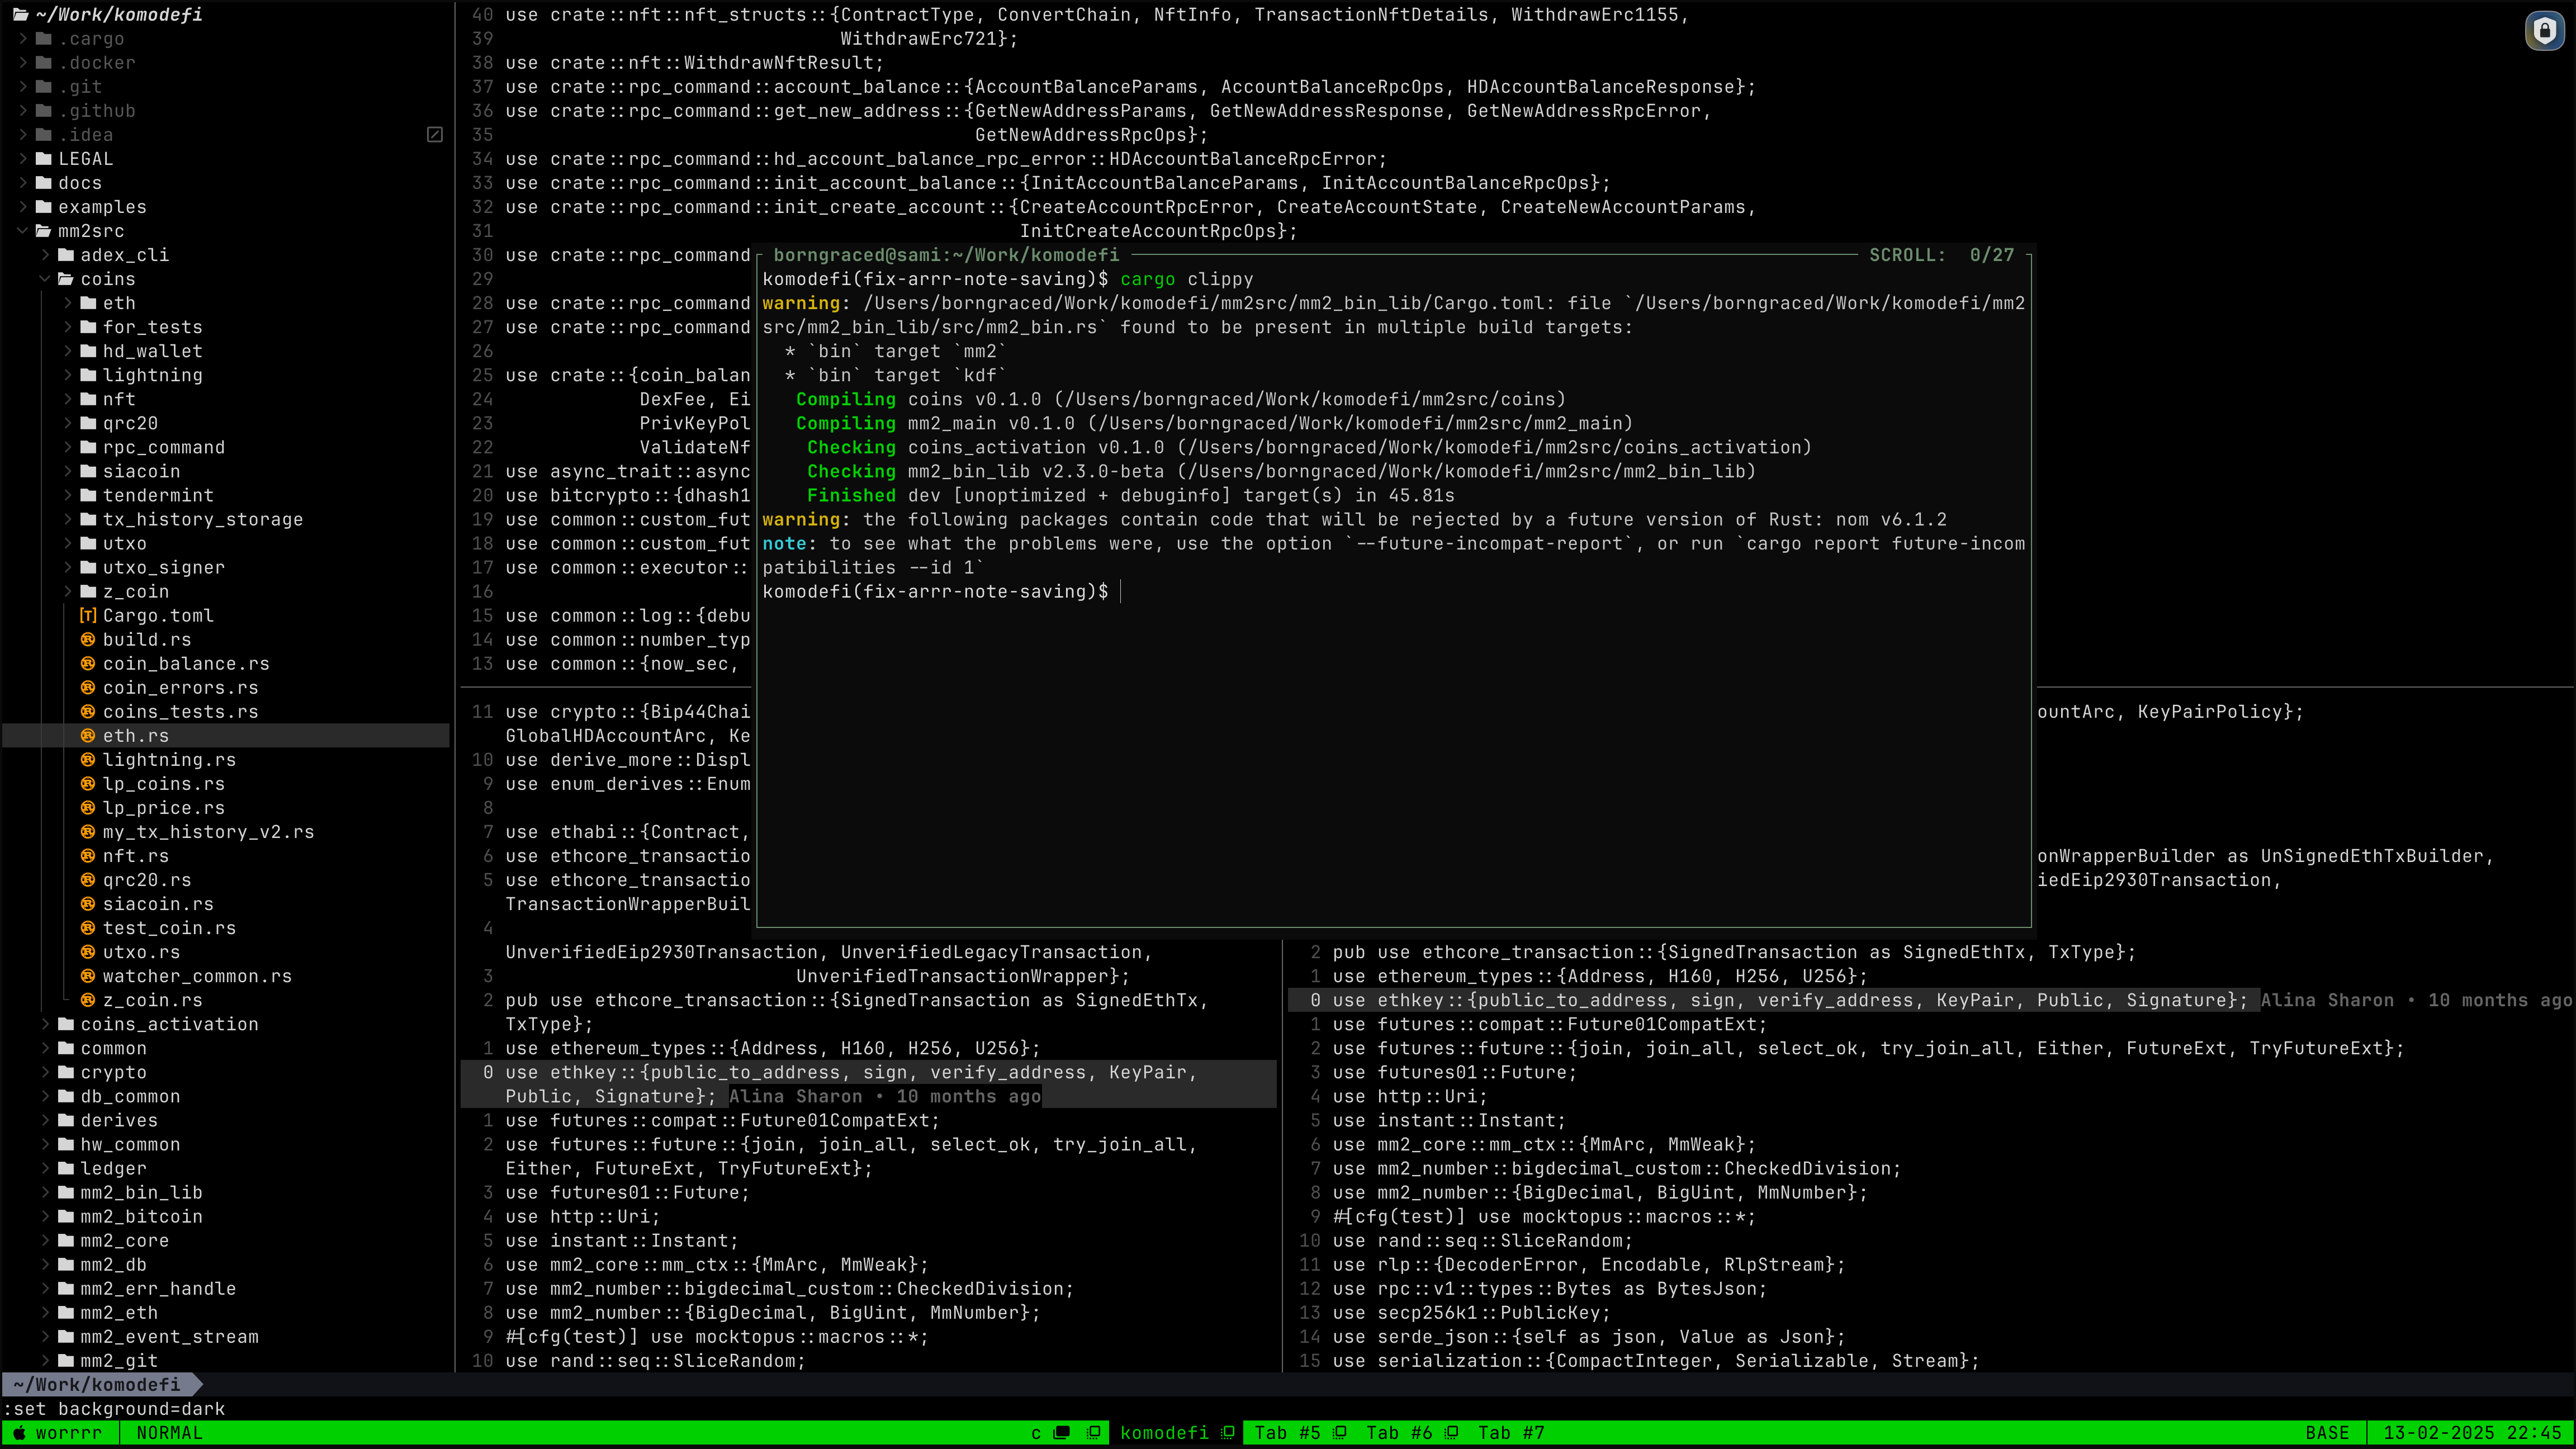 ~/Work/komodefi
.cargo
.docker
.git
.github
.idea
LEGAL
docs
examples
mm2src
adex_cli
coins
eth
for_tests
hd_wallet
lightning
nft
qrc20
rpc_command
siacoin
tendermint
tx_history_storage
utxo
utxo_signer
z_coin
Cargo.toml
build.rs
coin_balance.rs
coin_errors.rs
coins_tests.rs
eth.rs
lightning.rs
lp_coins.rs
lp_price.rs
my_tx_history_v2.rs
nft.rs
qrc20.rs
siacoin.rs
test_coin.rs
utxo.rs
watcher_common.rs
z_coin.rs
coins_activation
common
crypto
db_common
derives
hw_common
ledger
mm2_bin_lib
mm2_bitcoin
mm2_core
mm2_db
mm2_err_handle
mm2_eth
mm2_event_stream
mm2_git
40 use crate::nft::nft_structs::{ContractType, ConvertChain, NftInfo, TransactionNftDetails, WithdrawErc1155,
39 WithdrawErc721};
38 use crate::nft::WithdrawNftResult;
37 use crate::rpc_command::account_balance::{AccountBalanceParams, AccountBalanceRpcOps, HDAccountBalanceResponse};
36 use crate::rpc_command::get_new_address::{GetNewAddressParams, GetNewAddressResponse, GetNewAddressRpcError,
35 GetNewAddressRpcOps};
34 use crate::rpc_command::hd_account_balance_rpc_error::HDAccountBalanceRpcError;
33 use crate::rpc_command::init_account_balance::{InitAccountBalanceParams, InitAccountBalanceRpcOps};
32 use crate::rpc_command::init_create_account::{CreateAccountRpcError, CreateAccountState, CreateNewAccountParams,
31 InitCreateAccountRpcOps};
30 use crate::rpc_command
29
28 use crate::rpc_command
27 use crate::rpc_command
26
25 use crate::{coin_balan
24 DexFee, Ei
23 PrivKeyPol
22 ValidateNf
21 use async_trait::async
20 use bitcrypto::{dhash1
19 use common::custom_fut
18 use common::custom_fut
17 use common::executor::
16
15 use common::log::{debu
14 use common::number_typ
13 use common::{now_sec,
borngraced@sami:~/Work/komodefi SCROLL: 0/27
komodefi(fix-arrr-note-saving)$ cargo clippy
warning: /Users/borngraced/Work/komodefi/mm2src/mm2_bin_lib/Cargo.toml: file `/Users/borngraced/Work/komodefi/mm2
src/mm2_bin_lib/src/mm2_bin.rs` found to be present in multiple build targets:
* `bin` target `mm2`
* `bin` target `kdf`
Compiling coins v0.1.0 (/Users/borngraced/Work/komodefi/mm2src/coins)
Compiling mm2_main v0.1.0 (/Users/borngraced/Work/komodefi/mm2src/mm2_main)
Checking coins_activation v0.1.0 (/Users/borngraced/Work/komodefi/mm2src/coins_activation)
Checking mm2_bin_lib v2.3.0-beta (/Users/borngraced/Work/komodefi/mm2src/mm2_bin_lib)
Finished dev [unoptimized + debuginfo] target(s) in 45.81s
warning: the following packages contain code that will be rejected by a future version of Rust: nom v6.1.2
note: to see what the problems were, use the option `--future-incompat-report`, or run `cargo report future-incom
patibilities --id 1`
komodefi(fix-arrr-note-saving)$
11 use crypto::{Bip44Chai
GlobalHDAccountArc, Ke
10 use derive_more::Displ
9 use enum_derives::Enum
8
7 use ethabi::{Contract,
6 use ethcore_transactio
5 use ethcore_transactio
TransactionWrapperBuil
4
UnverifiedEip2930Transaction, UnverifiedLegacyTransaction,
3 UnverifiedTransactionWrapper};
2 pub use ethcore_transaction::{SignedTransaction as SignedEthTx,
TxType};
1 use ethereum_types::{Address, H160, H256, U256};
0 use ethkey::{public_to_address, sign, verify_address, KeyPair,
Public, Signature}; Alina Sharon • 10 months ago
1 use futures::compat::Future01CompatExt;
2 use futures::future::{join, join_all, select_ok, try_join_all,
Either, FutureExt, TryFutureExt};
3 use futures01::Future;
4 use http::Uri;
5 use instant::Instant;
6 use mm2_core::mm_ctx::{MmArc, MmWeak};
7 use mm2_number::bigdecimal_custom::CheckedDivision;
8 use mm2_number::{BigDecimal, BigUint, MmNumber};
9 #[cfg(test)] use mocktopus::macros::*;
10 use rand::seq::SliceRandom;
ountArc, KeyPairPolicy};
onWrapperBuilder as UnSignedEthTxBuilder,
iedEip2930Transaction,
2 pub use ethcore_transaction::{SignedTransaction as SignedEthTx, TxType};
1 use ethereum_types::{Address, H160, H256, U256};
0 use ethkey::{public_to_address, sign, verify_address, KeyPair, Public, Signature}; Alina Sharon • 10 months ago
1 use futures::compat::Future01CompatExt;
2 use futures::future::{join, join_all, select_ok, try_join_all, Either, FutureExt, TryFutureExt};
3 use futures01::Future;
4 use http::Uri;
5 use instant::Instant;
6 use mm2_core::mm_ctx::{MmArc, MmWeak};
7 use mm2_number::bigdecimal_custom::CheckedDivision;
8 use mm2_number::{BigDecimal, BigUint, MmNumber};
9 #[cfg(test)] use mocktopus::macros::*;
10 use rand::seq::SliceRandom;
11 use rlp::{DecoderError, Encodable, RlpStream};
12 use rpc::v1::types::Bytes as BytesJson;
13 use secp256k1::PublicKey;
14 use serde_json::{self as json, Value as Json};
15 use serialization::{CompactInteger, Serializable, Stream};
~/Work/komodefi
:set background=dark
worrrr NORMAL c komodefi Tab #5 Tab #6 Tab #7 BASE 13-02-2025 22:45